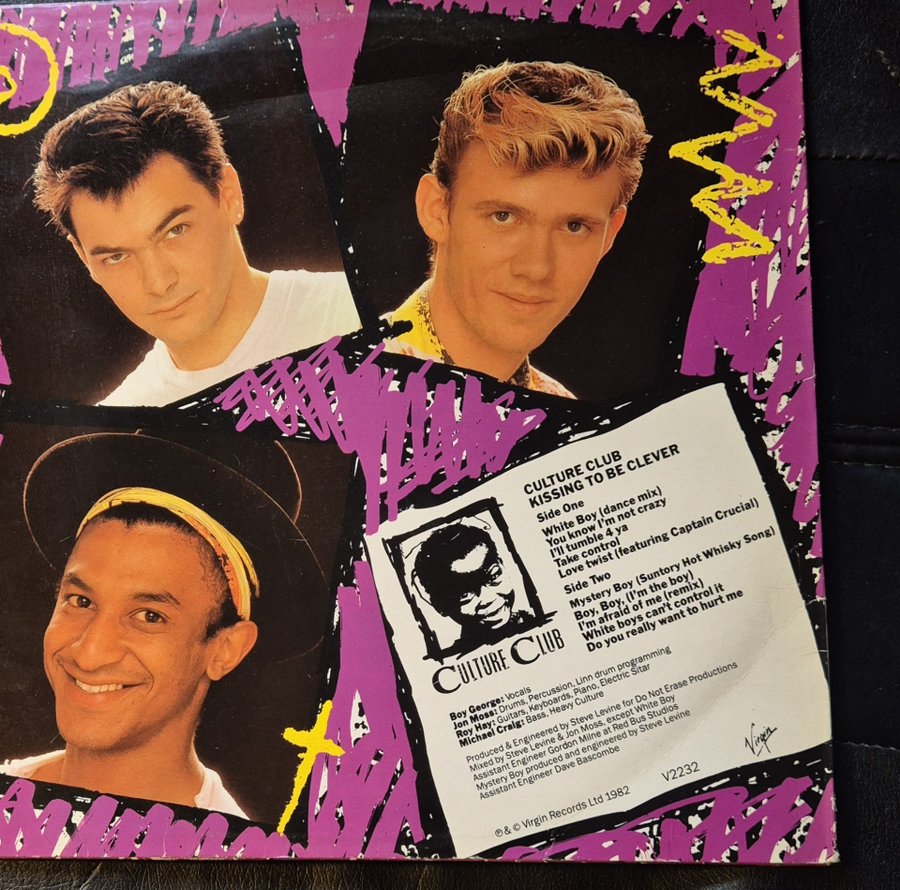 CULTURE CLUB
KISSING TO BE CLEVER
Side One
White Boy (dance mix)
You know I'm not crazy
I'll tumble 4 ya
Take control
Love twist (featuring Captain Crucial)
Side Two
Mystery Boy (Suntory Hot Whisky Song)
Boy, Boy, (I'm the boy)
I'm afraid of me (remix)
White boys can't control it
Do you really want to hurt me
CULTURE CLUB
Boy George: Vocals
Jon Moss: Drums, Percussion, Linn drum programming
Roy Hay: Guitars, Keyboards, Piano, Electric Sitar
Michael Craig: Bass, Heavy Culture
Produced & Engineered by Steve Levine for Do Not Erase Productions
Mixed by Steve Levine & Jon Moss, except White Boy
Assistant Engineer Gordon Milne at Red Bus Studios
Mystery Boy produced and engineered by Steve Levine
Assistant Engineer Dave Bascombe
Virgin
℗ & © Virgin Records Ltd 1982 V2232